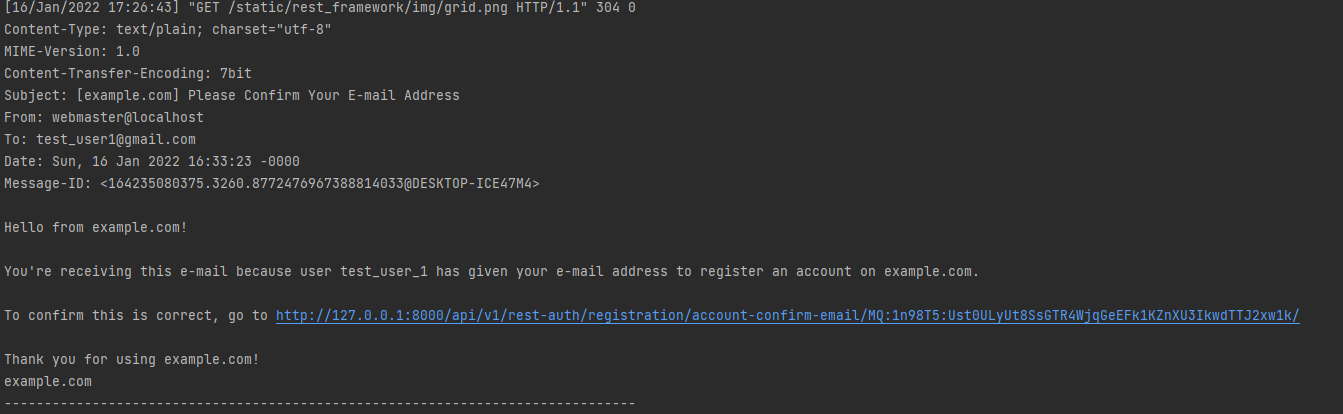 [16/Jan/2022 17:26:43] "GET /static/rest_framework/img/grid.png HTTP/1.1" 304 0
Content-Type: text/plain; charset="utf-8"
MIME-Version: 1.0
Content-Transfer-Encoding: 7bit
Subject: [example.com] Please Confirm Your E-mail Address
From: webmaster@localhost
To: test_user1@gmail.com
Date: Sun, 16 Jan 2022 16:33:23 -0000
Message-ID: <164235080375.3260.8772476967388814033@DESKTOP-ICE47M4>
Hello from example.com!
You're receiving this e-mail because user test_user_1 has given your e-mail address to register an account on example.com.
To confirm this is correct, go to http://127.0.0.1:8000/api/v1/rest-auth/registration/account-confirm-email/MQ:1n98T5:Ust0ULyUt8SsGTR4WjqGeEFk1KZnXU3IkwdTTJ2xw1k/
Thank you for using example.com!
example.com
-------------------------------------------------------------------------------